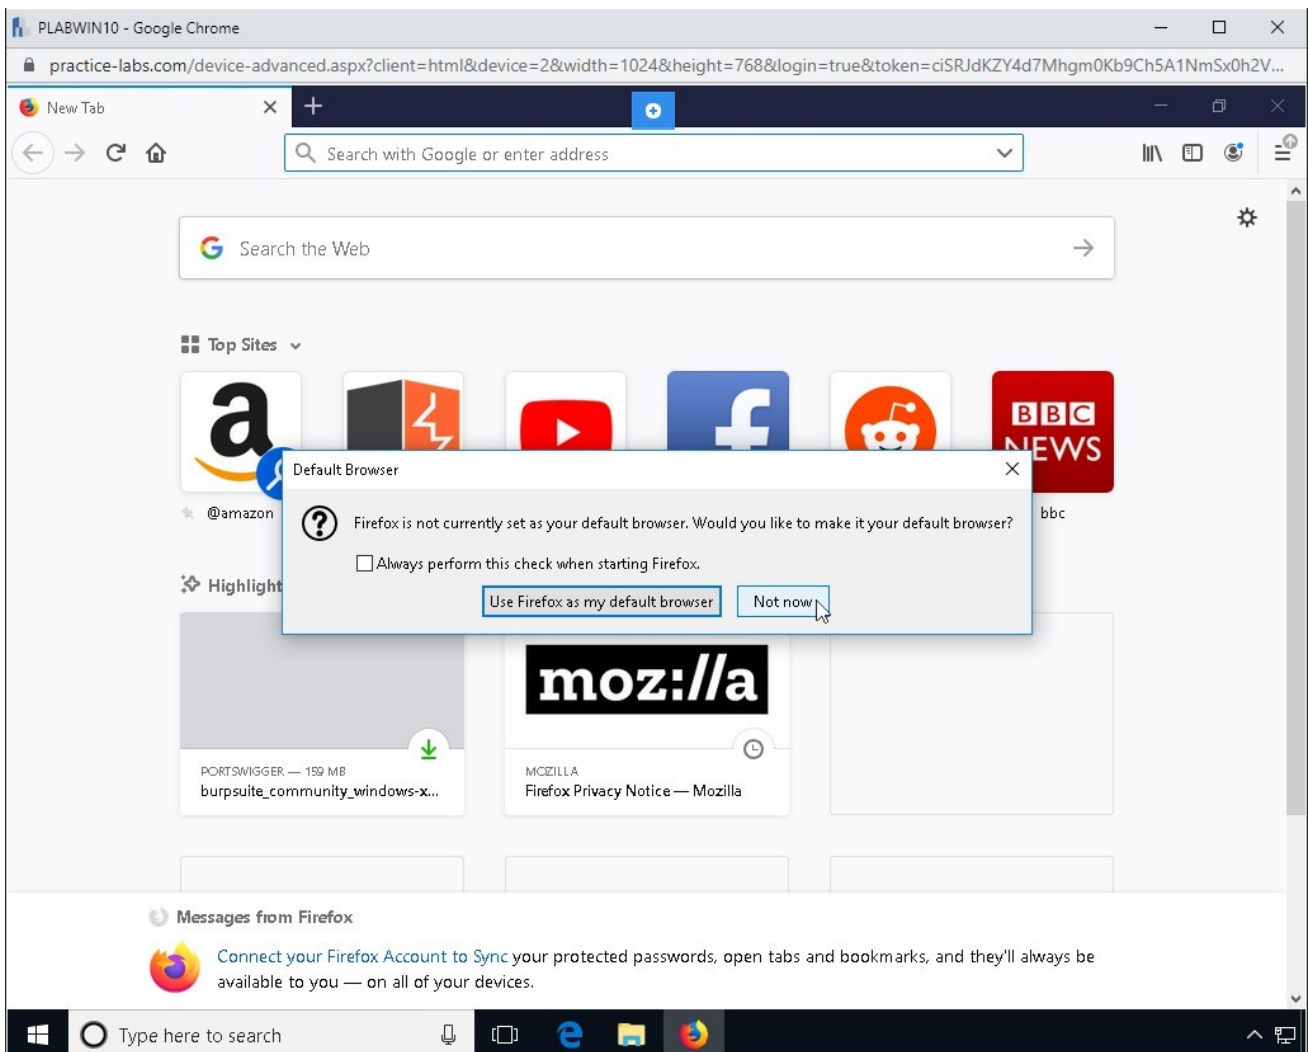 PLABWIN10 - Google Chrome
practice-labs.com/device-advanced.aspx?client=html&device=2&width=1024&height=768&login=true&token=ciSRJdKZY4d7Mhgm0Kb9Ch5A1NmSx0h2V...
New Tab
Search with Google or enter address
Search the Web
Top Sites
a
BBC
NEWS
@amazon
bbc
Default Browser
Firefox is not currently set as your default browser. Would you like to make it your default browser?
Always perform this check when starting Firefox.
Use Firefox as my default browser
Not now
Highlight
moz://a
PORTSWIGGER — 159 MB
burpsuite_community_windows-x...
MOZILLA
Firefox Privacy Notice — Mozilla
Messages from Firefox
Connect your Firefox Account to Sync your protected passwords, open tabs and bookmarks, and they'll always be
available to you — on all of your devices.
Type here to search